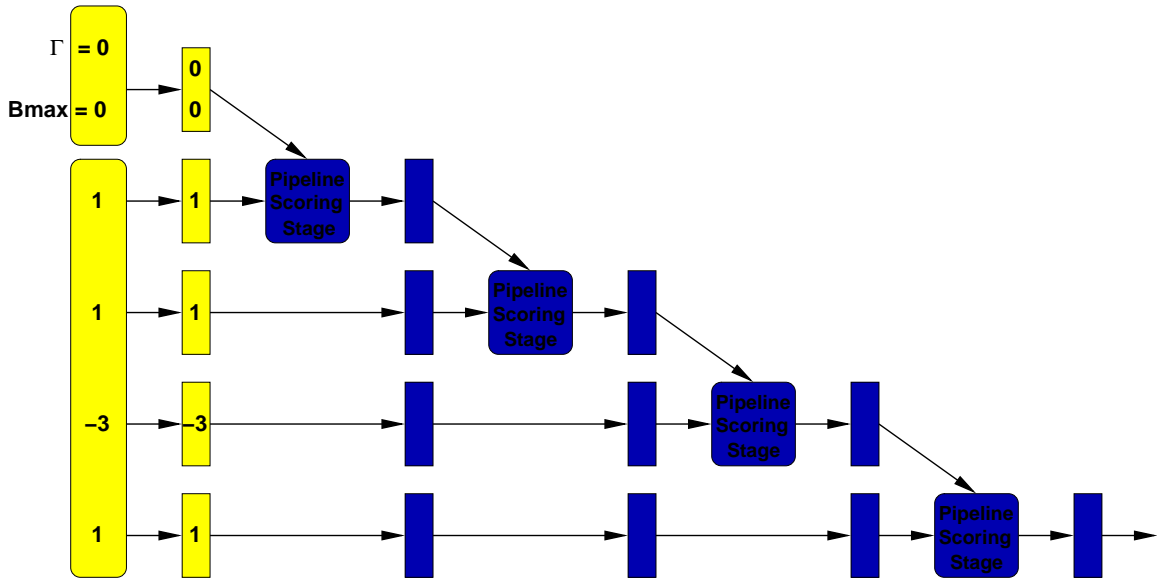 Γ = 0
0
Bmax = 0
0
1
1
Pipeline
Scoring
Stage
1
1
Pipeline
Scoring
Stage
−3
−3
Pipeline
Scoring
Stage
1
1
Pipeline
Scoring
Stage